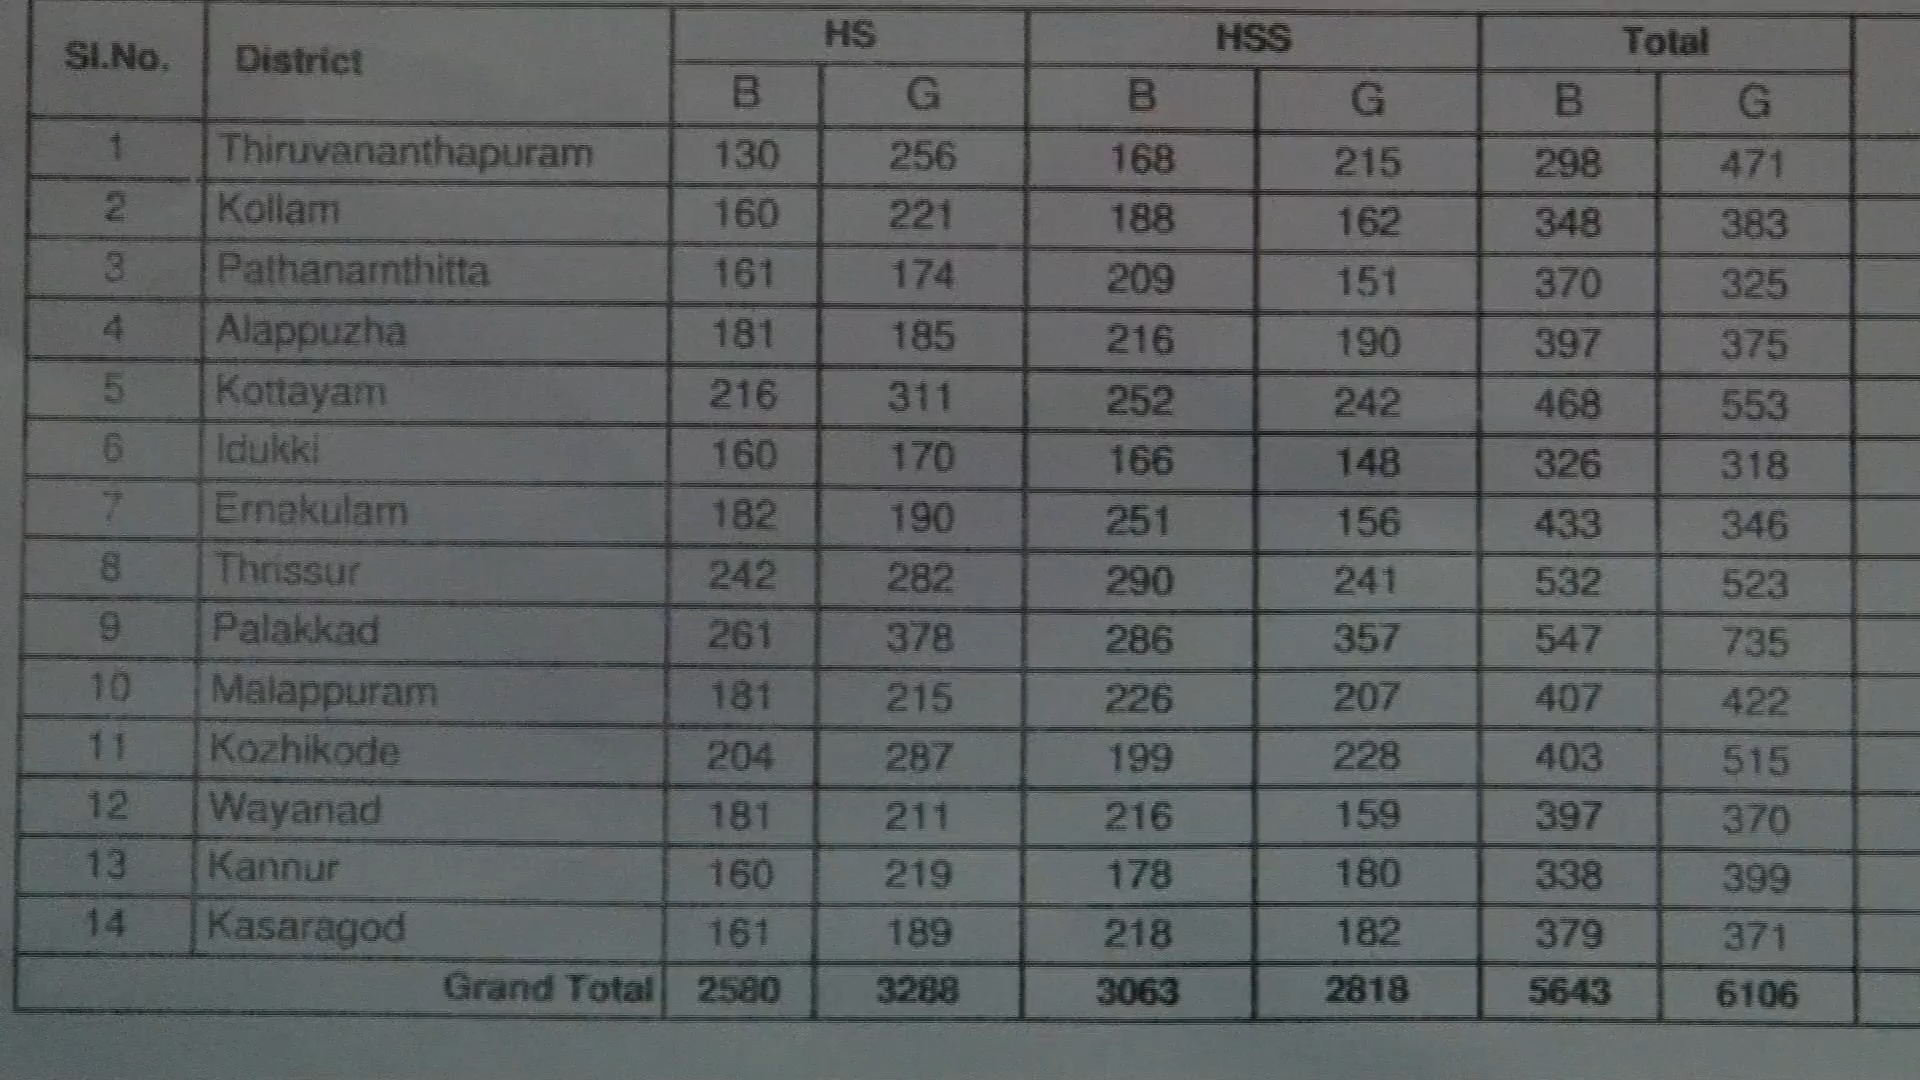 Sl.No. District HS HSS Total
B G B G B G
1 Thiruvananthapuram 130 256 168 215 298 471
2 Kollam 160 221 188 162 348 383
3 Pathanamthitta 161 174 209 151 370 325
4 Alappuzha 181 185 216 190 397 375
5 Kottayam 216 311 252 242 468 553
6 Idukki 160 170 166 148 326 318
7 Ernakulam 182 190 251 156 433 346
8 Thrissur 242 282 290 241 532 523
9 Palakkad 261 378 286 357 547 735
10 Malappuram 181 215 226 207 407 422
11 Kozhikode 204 287 199 228 403 515
12 Wayanad 181 211 216 159 397 370
13 Kannur 160 219 178 180 338 399
14 Kasaragod 161 189 218 182 379 371
Grand Total 2580 3288 3063 2818 5643 6106